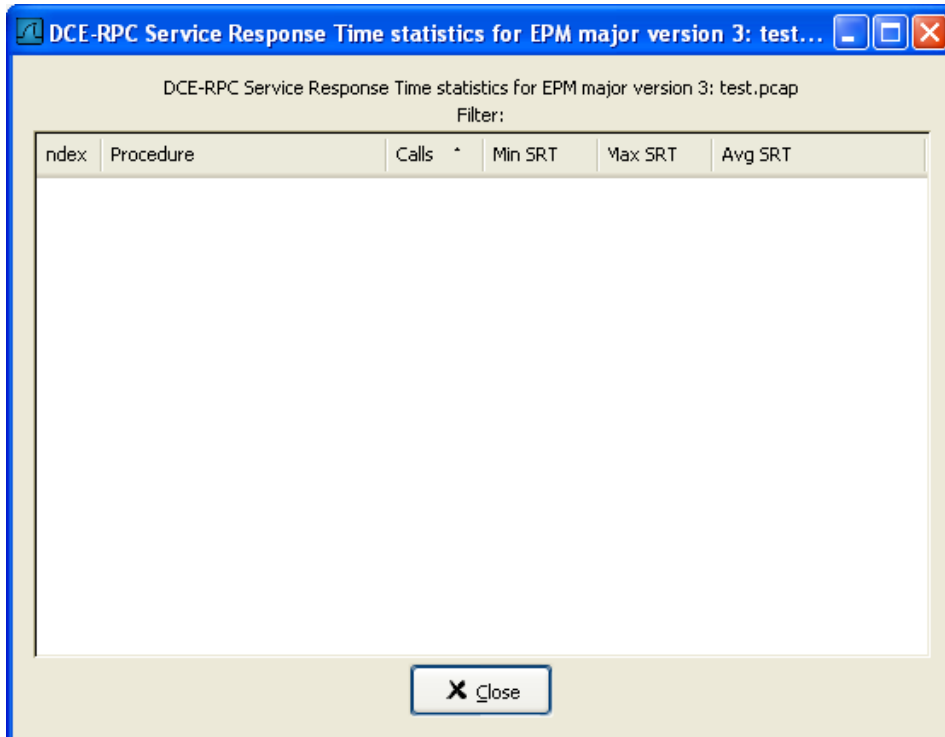 DCE-RPC Service Response Time statistics for EPM major version 3: test...
DCE-RPC Service Response Time statistics for EPM major version 3: test.pcap
Filter:
ndex Procedure Calls Min SRT Max SRT Avg SRT
Close